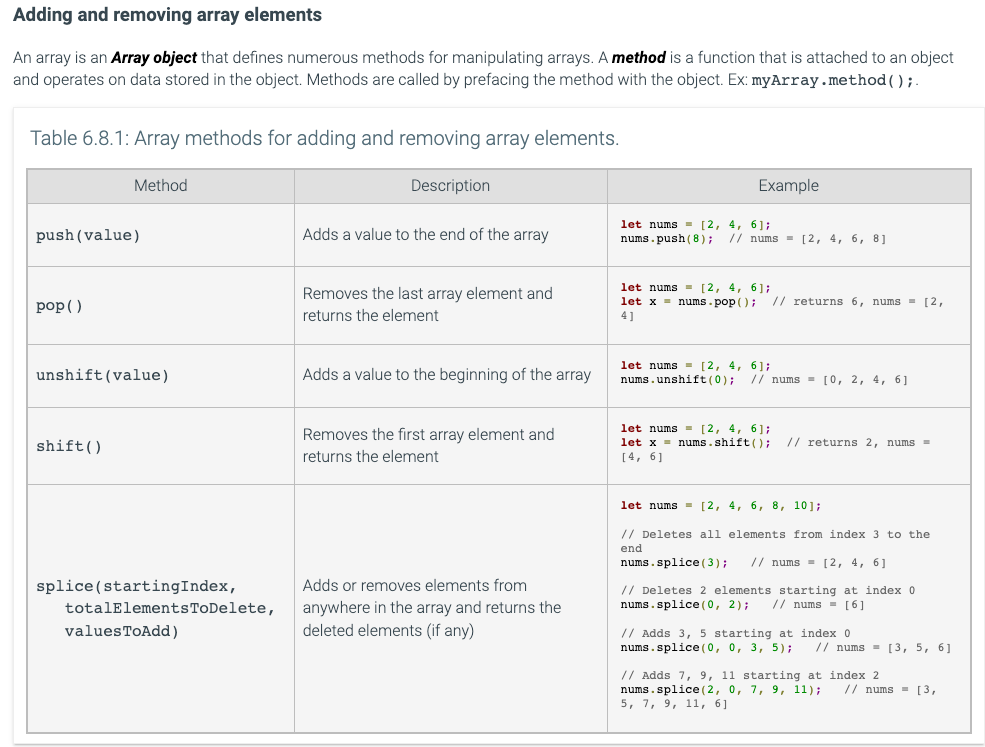 Adding and removing array elements
An array is an Array object that defines numerous methods for manipulating arrays. A method is a function that is attached to an object
and operates on data stored in the object. Methods are called by prefacing the method with the object. Ex: myArray.method();.
Table 6.8.1: Array methods for adding and removing array elements.
Method
Description
Example
push(value)
Adds a value to the end of the array
let nums = [2, 4, 6];
nums.push(8);  // nums = [2, 4, 6, 8]
pop()
Removes the last array element and
returns the element
let nums = [2, 4, 6];
let x = nums.pop();  // returns 6, nums = [2,
4]
unshift(value)
Adds a value to the beginning of the array
let nums = [2, 4, 6];
nums.unshift(0);  // nums = [0, 2, 4, 6]
shift()
Removes the first array element and
returns the element
let nums = [2, 4, 6];
let x = nums.shift();  // returns 2, nums =
[4, 6]
splice(startingIndex,
totalElementsToDelete,
valuesToAdd)
Adds or removes elements from
anywhere in the array and returns the
deleted elements (if any)
let nums = [2, 4, 6, 8, 10];
// Deletes all elements from index 3 to the
end
nums.splice(3);   // nums = [2, 4, 6]
// Deletes 2 elements starting at index 0
nums.splice(0, 2);   // nums = [6]
// Adds 3, 5 starting at index 0
nums.splice(0, 0, 3, 5);   // nums = [3, 5, 6]
// Adds 7, 9, 11 starting at index 2
nums.splice(2, 0, 7, 9, 11);   // nums = [3,
5, 7, 9, 11, 6]